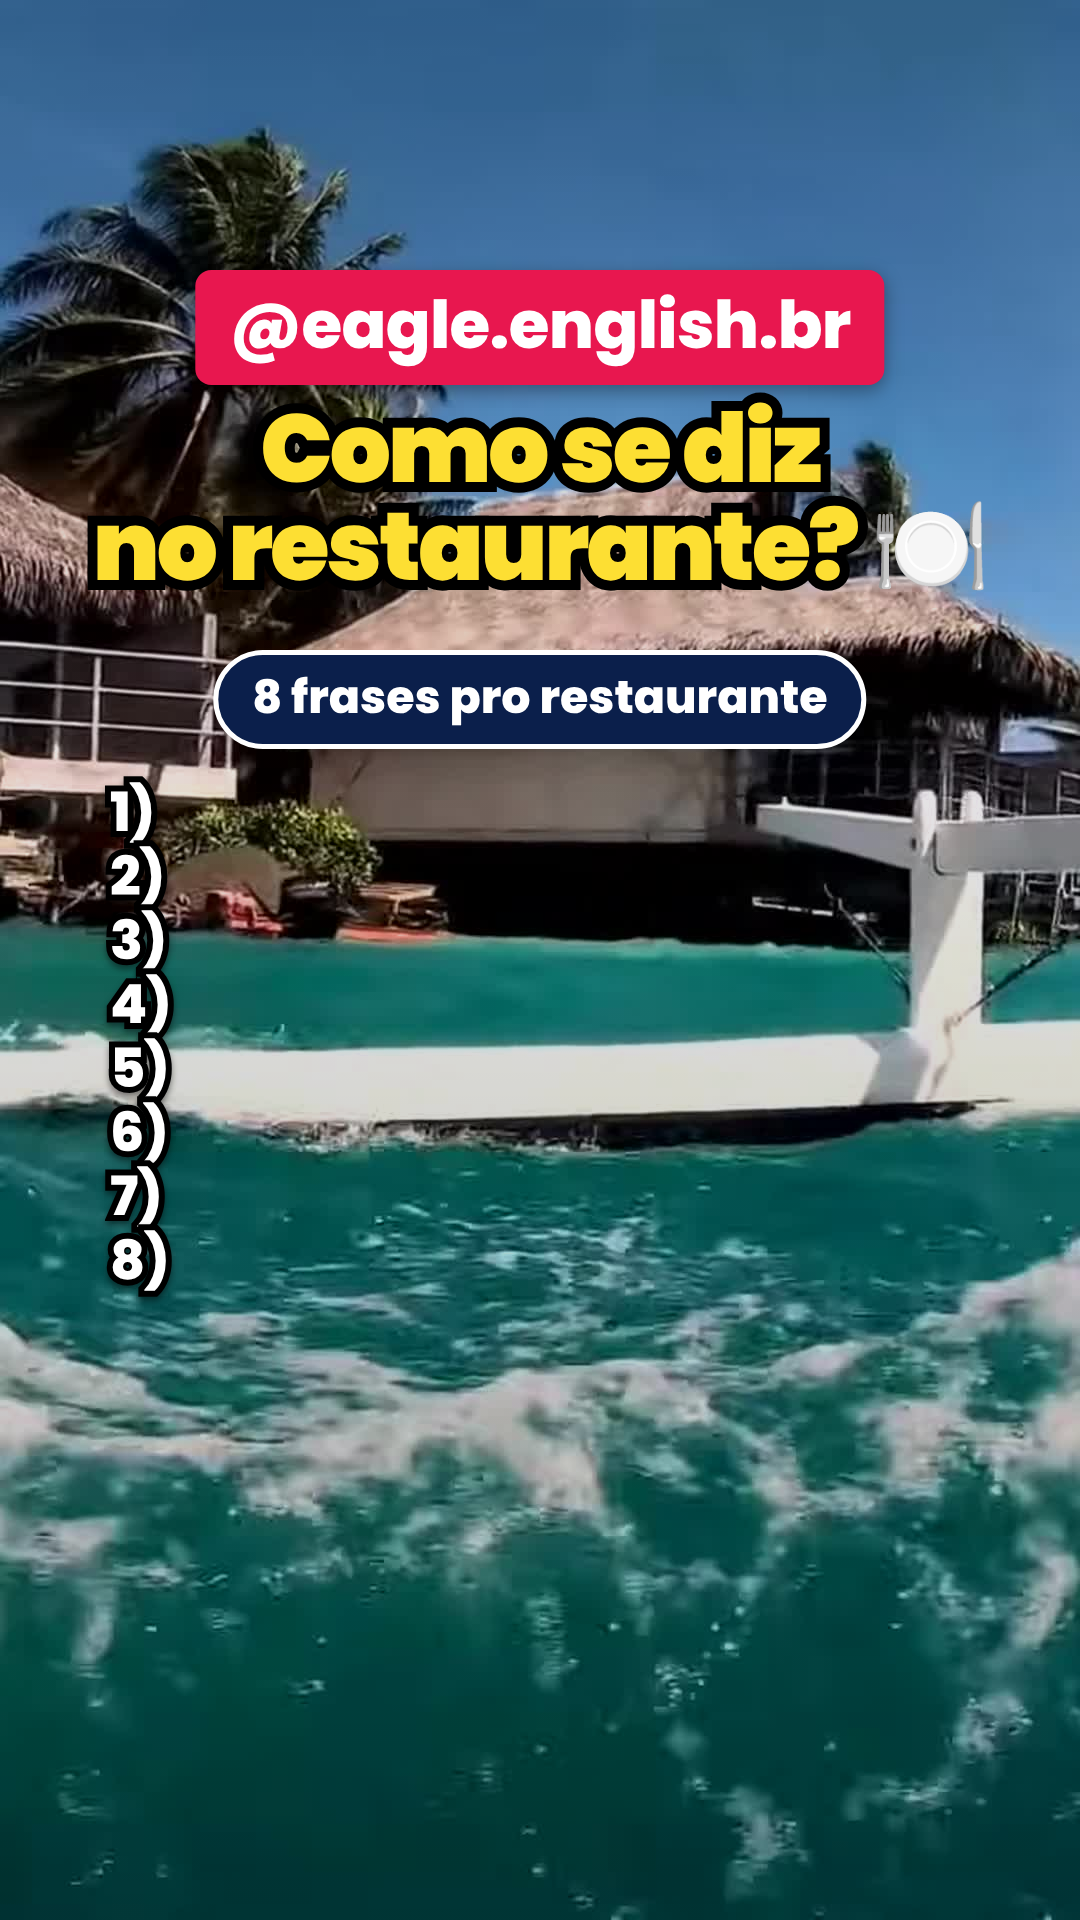 @eagle.english.br
Como se diz
no restaurante? 🍽️
8 frases pro restaurante
1)
2)
3)
4)
5)
6)
7)
8)